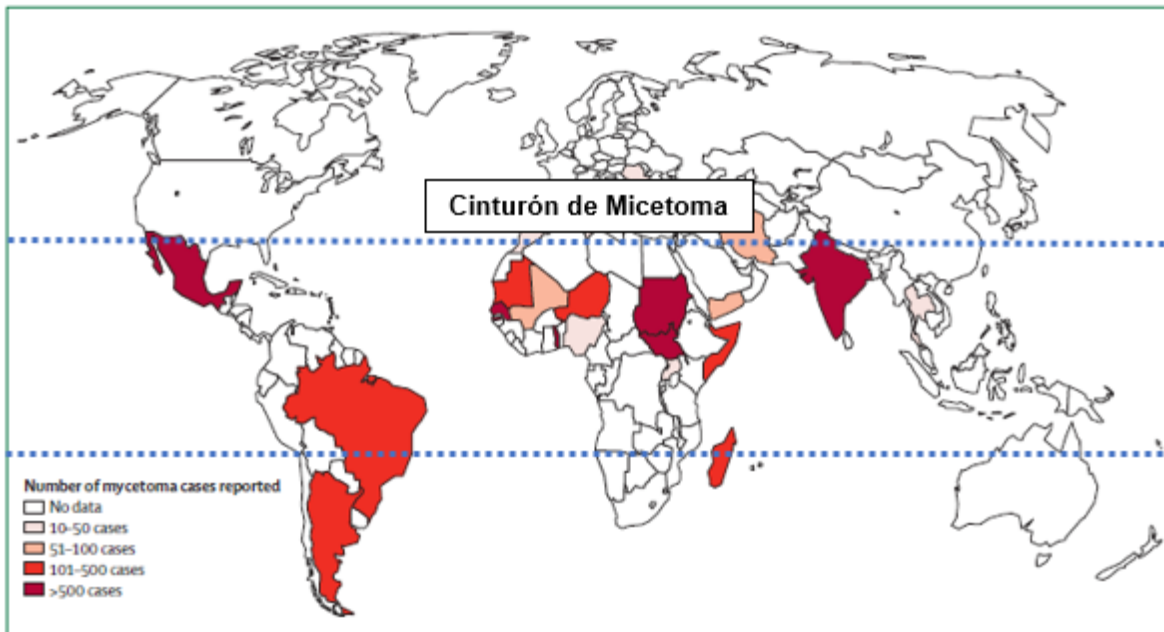 Cinturón de Micetoma
Number of mycetoma cases reported
No data
10–50 cases
51–100 cases
101–500 cases
>500 cases